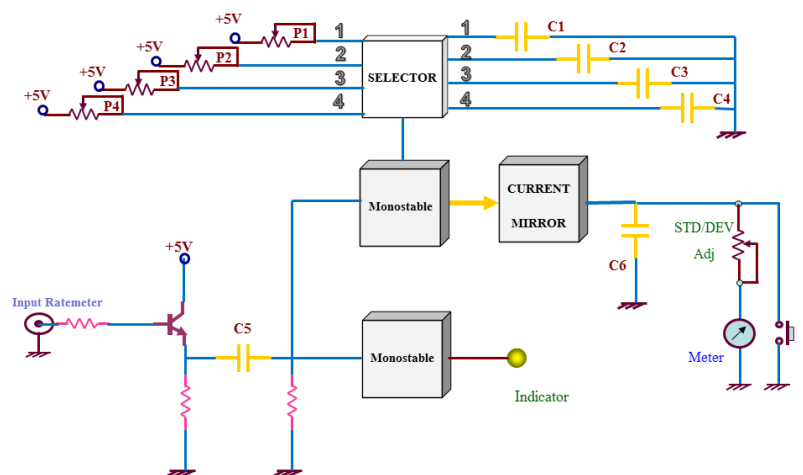 +5V
P1
1
1
C1
+5V
P2
2
2
C2
SELECTOR
+5V
P3
3
3
C3
+5V
P4
4
4
C4
Monostable
CURRENT
MIRROR
STD/DEV
Adj
C6
+5V
Input Ratemeter
C5
Monostable
Meter
Indicator